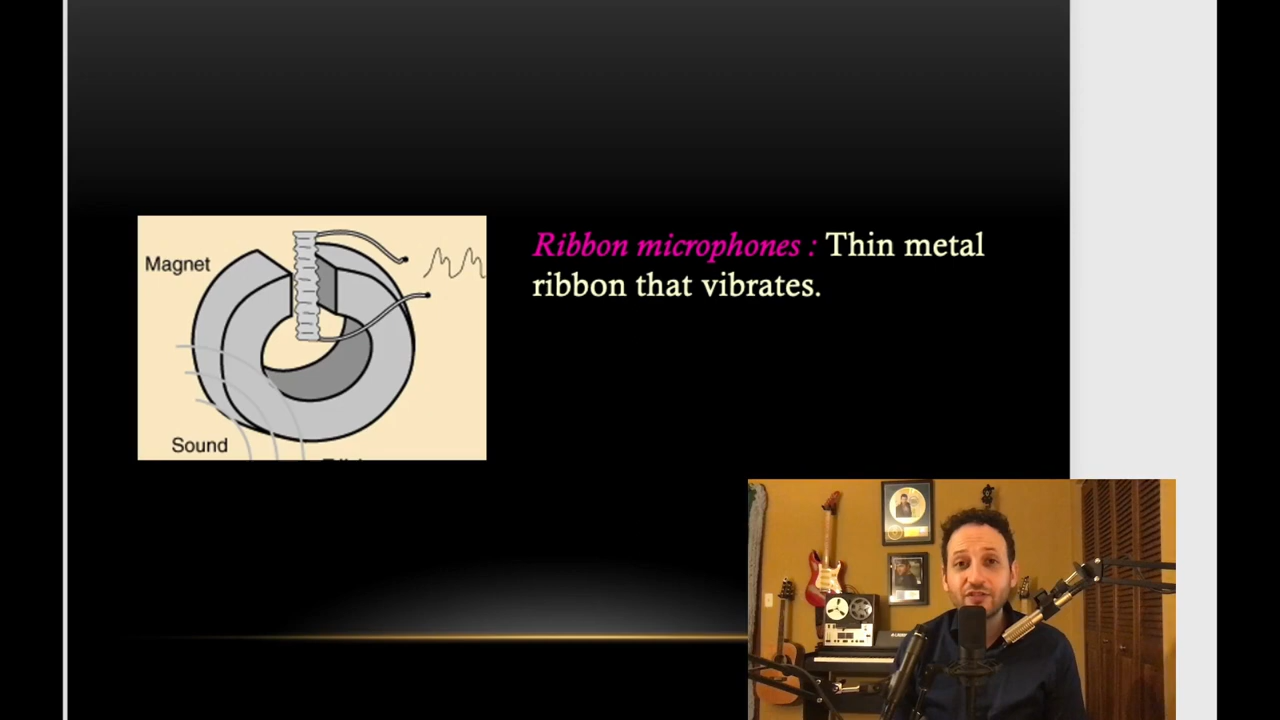 Magnet
Sound
Ribbon microphones : Thin metal
ribbon that vibrates.